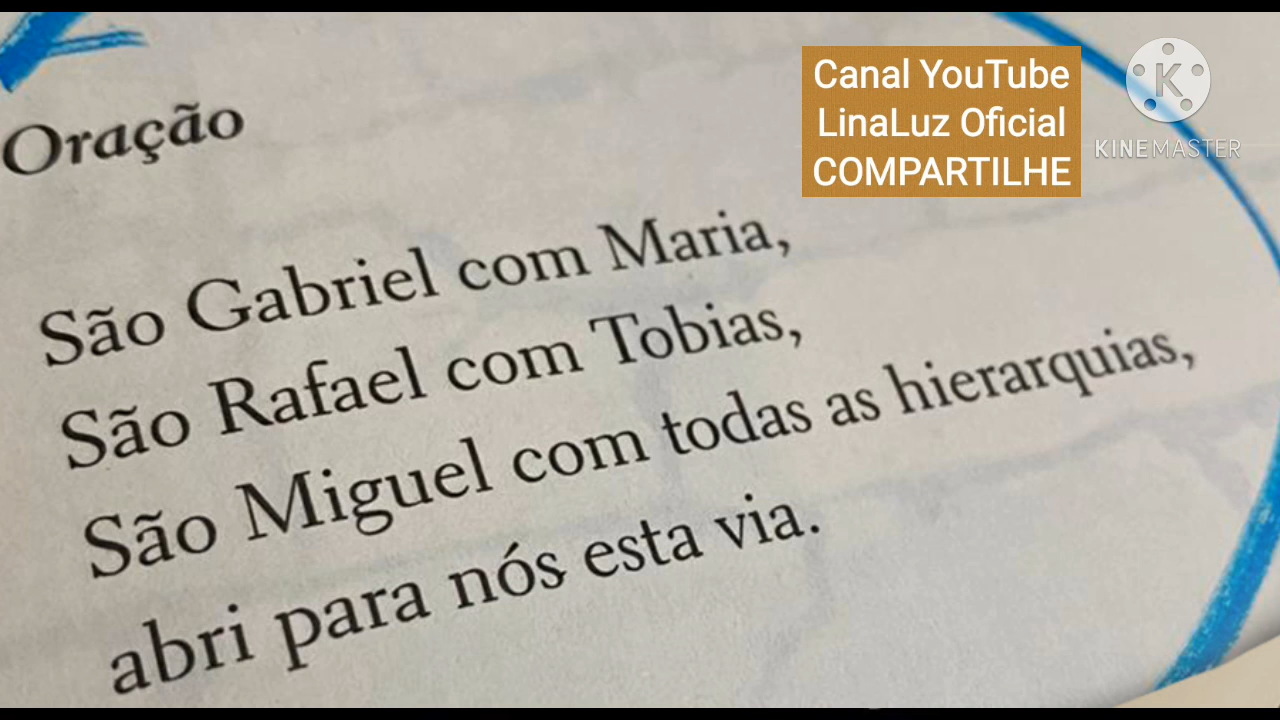 Oração
São Gabriel com Maria,
São Rafael com Tobias,
São Miguel com todas as hierarquias,
abri para nós esta via.
Canal YouTube
LinaLuz Oficial
COMPARTILHE
K
KINEMASTER